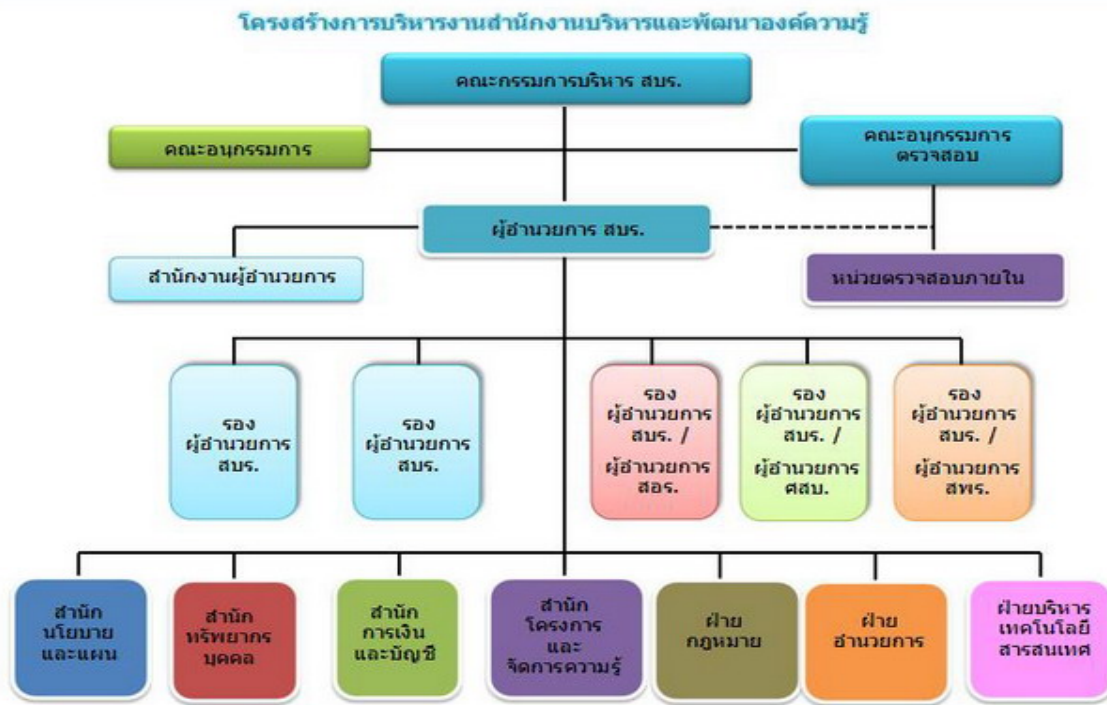 โครงสร้างการบริหารงานสำนักงานบริหารและพัฒนาองค์ความรู้
คณะกรรมการบริหาร สบร.
คณะอนุกรรมการ
คณะอนุกรรมการ
ตรวจสอบ
ผู้อำนวยการ สบร.
สำนักงานผู้อำนวยการ
หน่วยตรวจสอบภายใน
รอง
ผู้อำนวยการ
สบร.
รอง
ผู้อำนวยการ
สบร.
รอง
ผู้อำนวยการ
สบร. /
ผู้อำนวยการ
สอร.
รอง
ผู้อำนวยการ
สบร. /
ผู้อำนวยการ
ศสบ.
รอง
ผู้อำนวยการ
สบร. /
ผู้อำนวยการ
สพร.
สำนัก
นโยบาย
และแผน
สำนัก
ทรัพยากร
บุคคล
สำนัก
การเงิน
และบัญชี
สำนัก
โครงการ
และ
จัดการความรู้
ฝ่าย
กฎหมาย
ฝ่าย
อำนวยการ
ฝ่ายบริหาร
เทคโนโลยี
สารสนเทศ